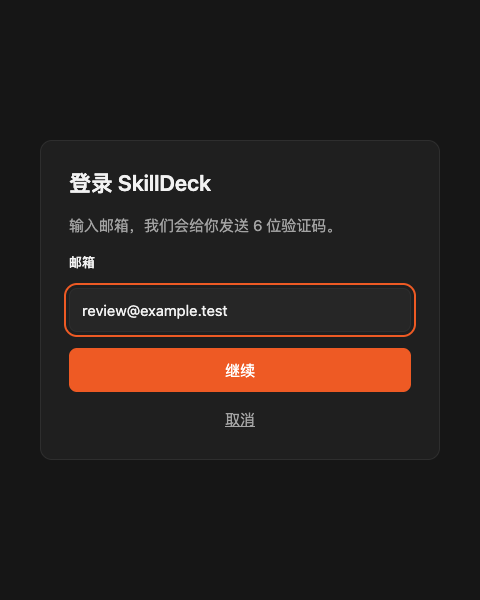 登录 SkillDeck
输入邮箱，我们会给你发送 6 位验证码。
邮箱
review@example.test
继续
取消